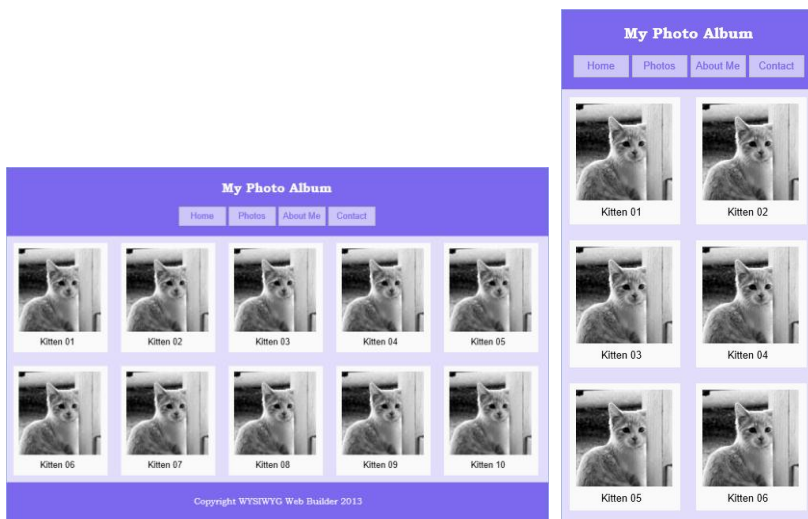 My Photo Album
Home Photos About Me Contact
Kitten 01 Kitten 02 Kitten 03 Kitten 04 Kitten 05
Kitten 06 Kitten 07 Kitten 08 Kitten 09 Kitten 10
Copyright WYSIWYG Web Builder 2013
My Photo Album
Home Photos About Me Contact
Kitten 01 Kitten 02
Kitten 03 Kitten 04
Kitten 05 Kitten 06